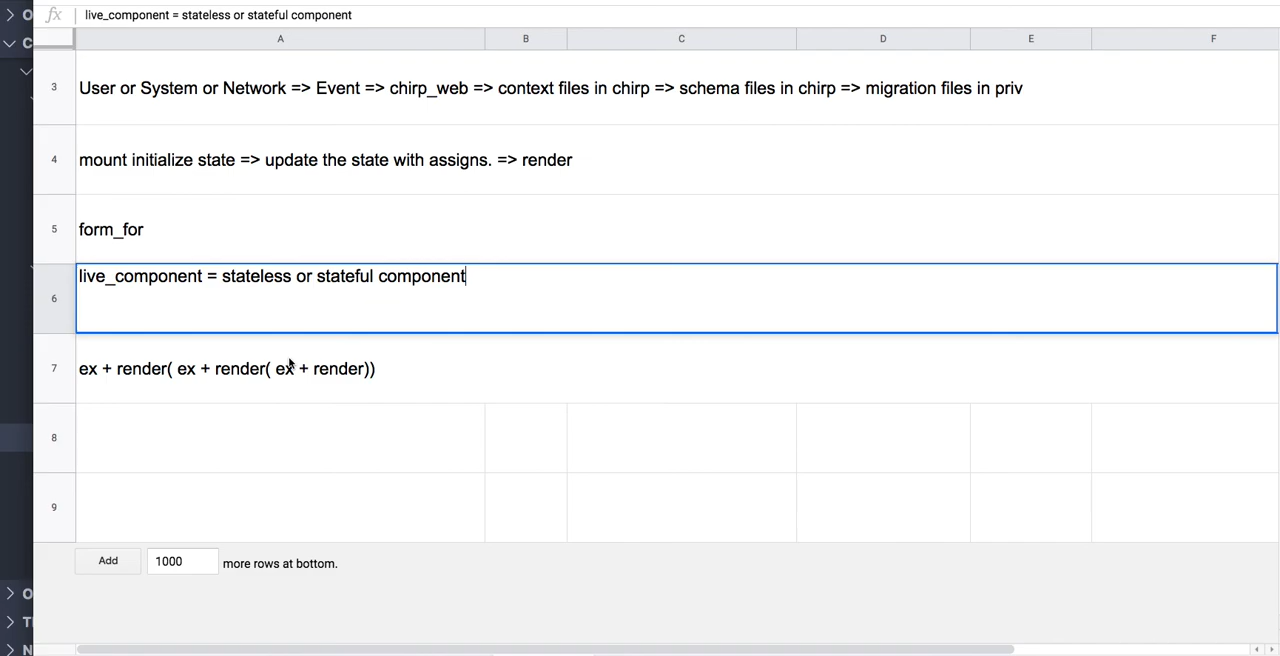 O
fx live_component = stateless or stateful component
C
A B C D E F
3 User or System or Network => Event => chirp_web => context files in chirp => schema files in chirp => migration files in priv
4 mount initialize state => update the state with assigns. => render
5 form_for
6 live_component = stateless or stateful component
7 ex + render( ex + render( ex + render))
8
9
Add 1000 more rows at bottom.
O
TI
N